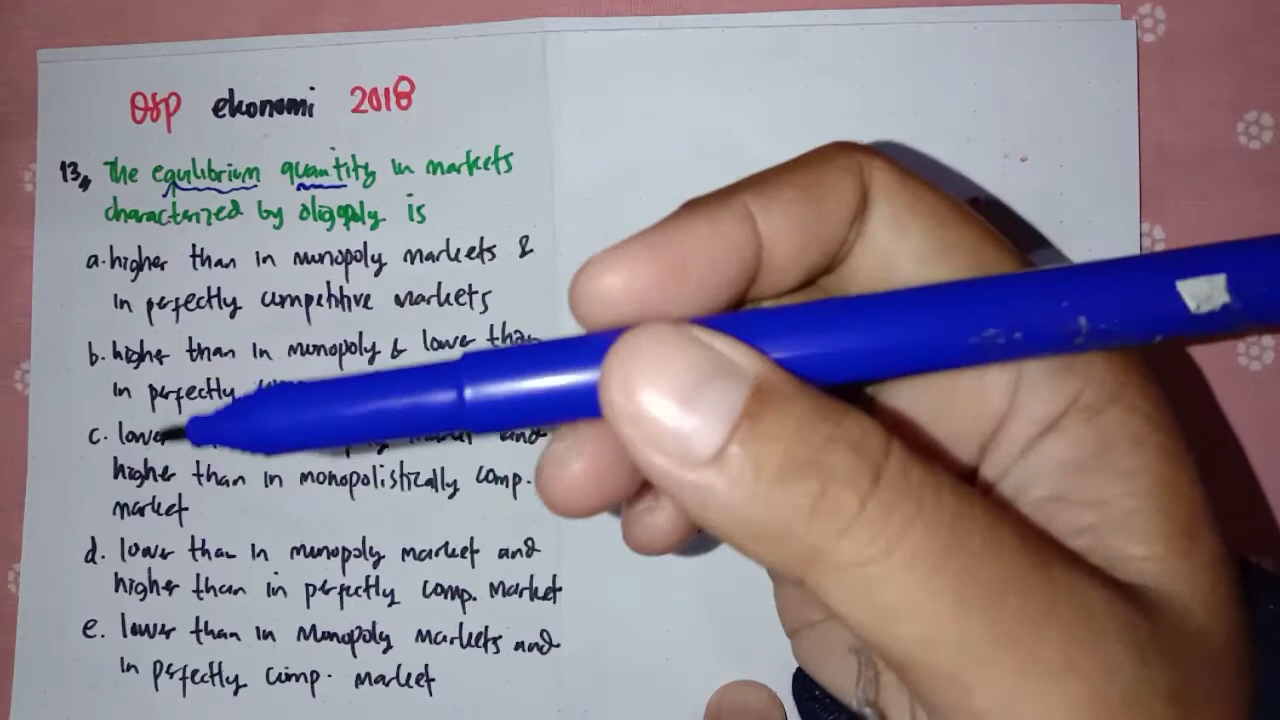 OSP ekonomi 2018
13,, The equlibrium quantity in markets
characterized by oligopoly is
a. higher than in monopoly markets &
in perfectly competitive markets
b. higher than in monopoly & lower than
in perfectly
c. lower and
higher than in monopolistically comp.
market
d. lower than in monopoly market and
higher than in perfectly comp. market
e. lower than in Monopoly markets and
in perfectly comp. market